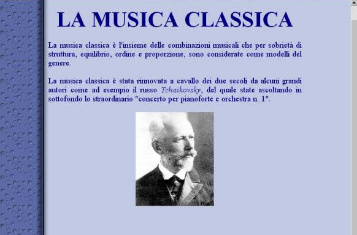 LA MUSICA CLASSICA
La musica classica è l'insieme delle combinazioni musicali che per sobrietà di
struttura, equilibrio, ordine e proporzione, sono considerate come modelli del
genere.
La musica classica è stata rinnovata a cavallo dei due secoli da alcuni grandi
autori come ad esempio il russo Tchaikovsky, del quale state ascoltando in
sottofondo lo straordinario "concerto per pianoforte e orchestra n. 1".